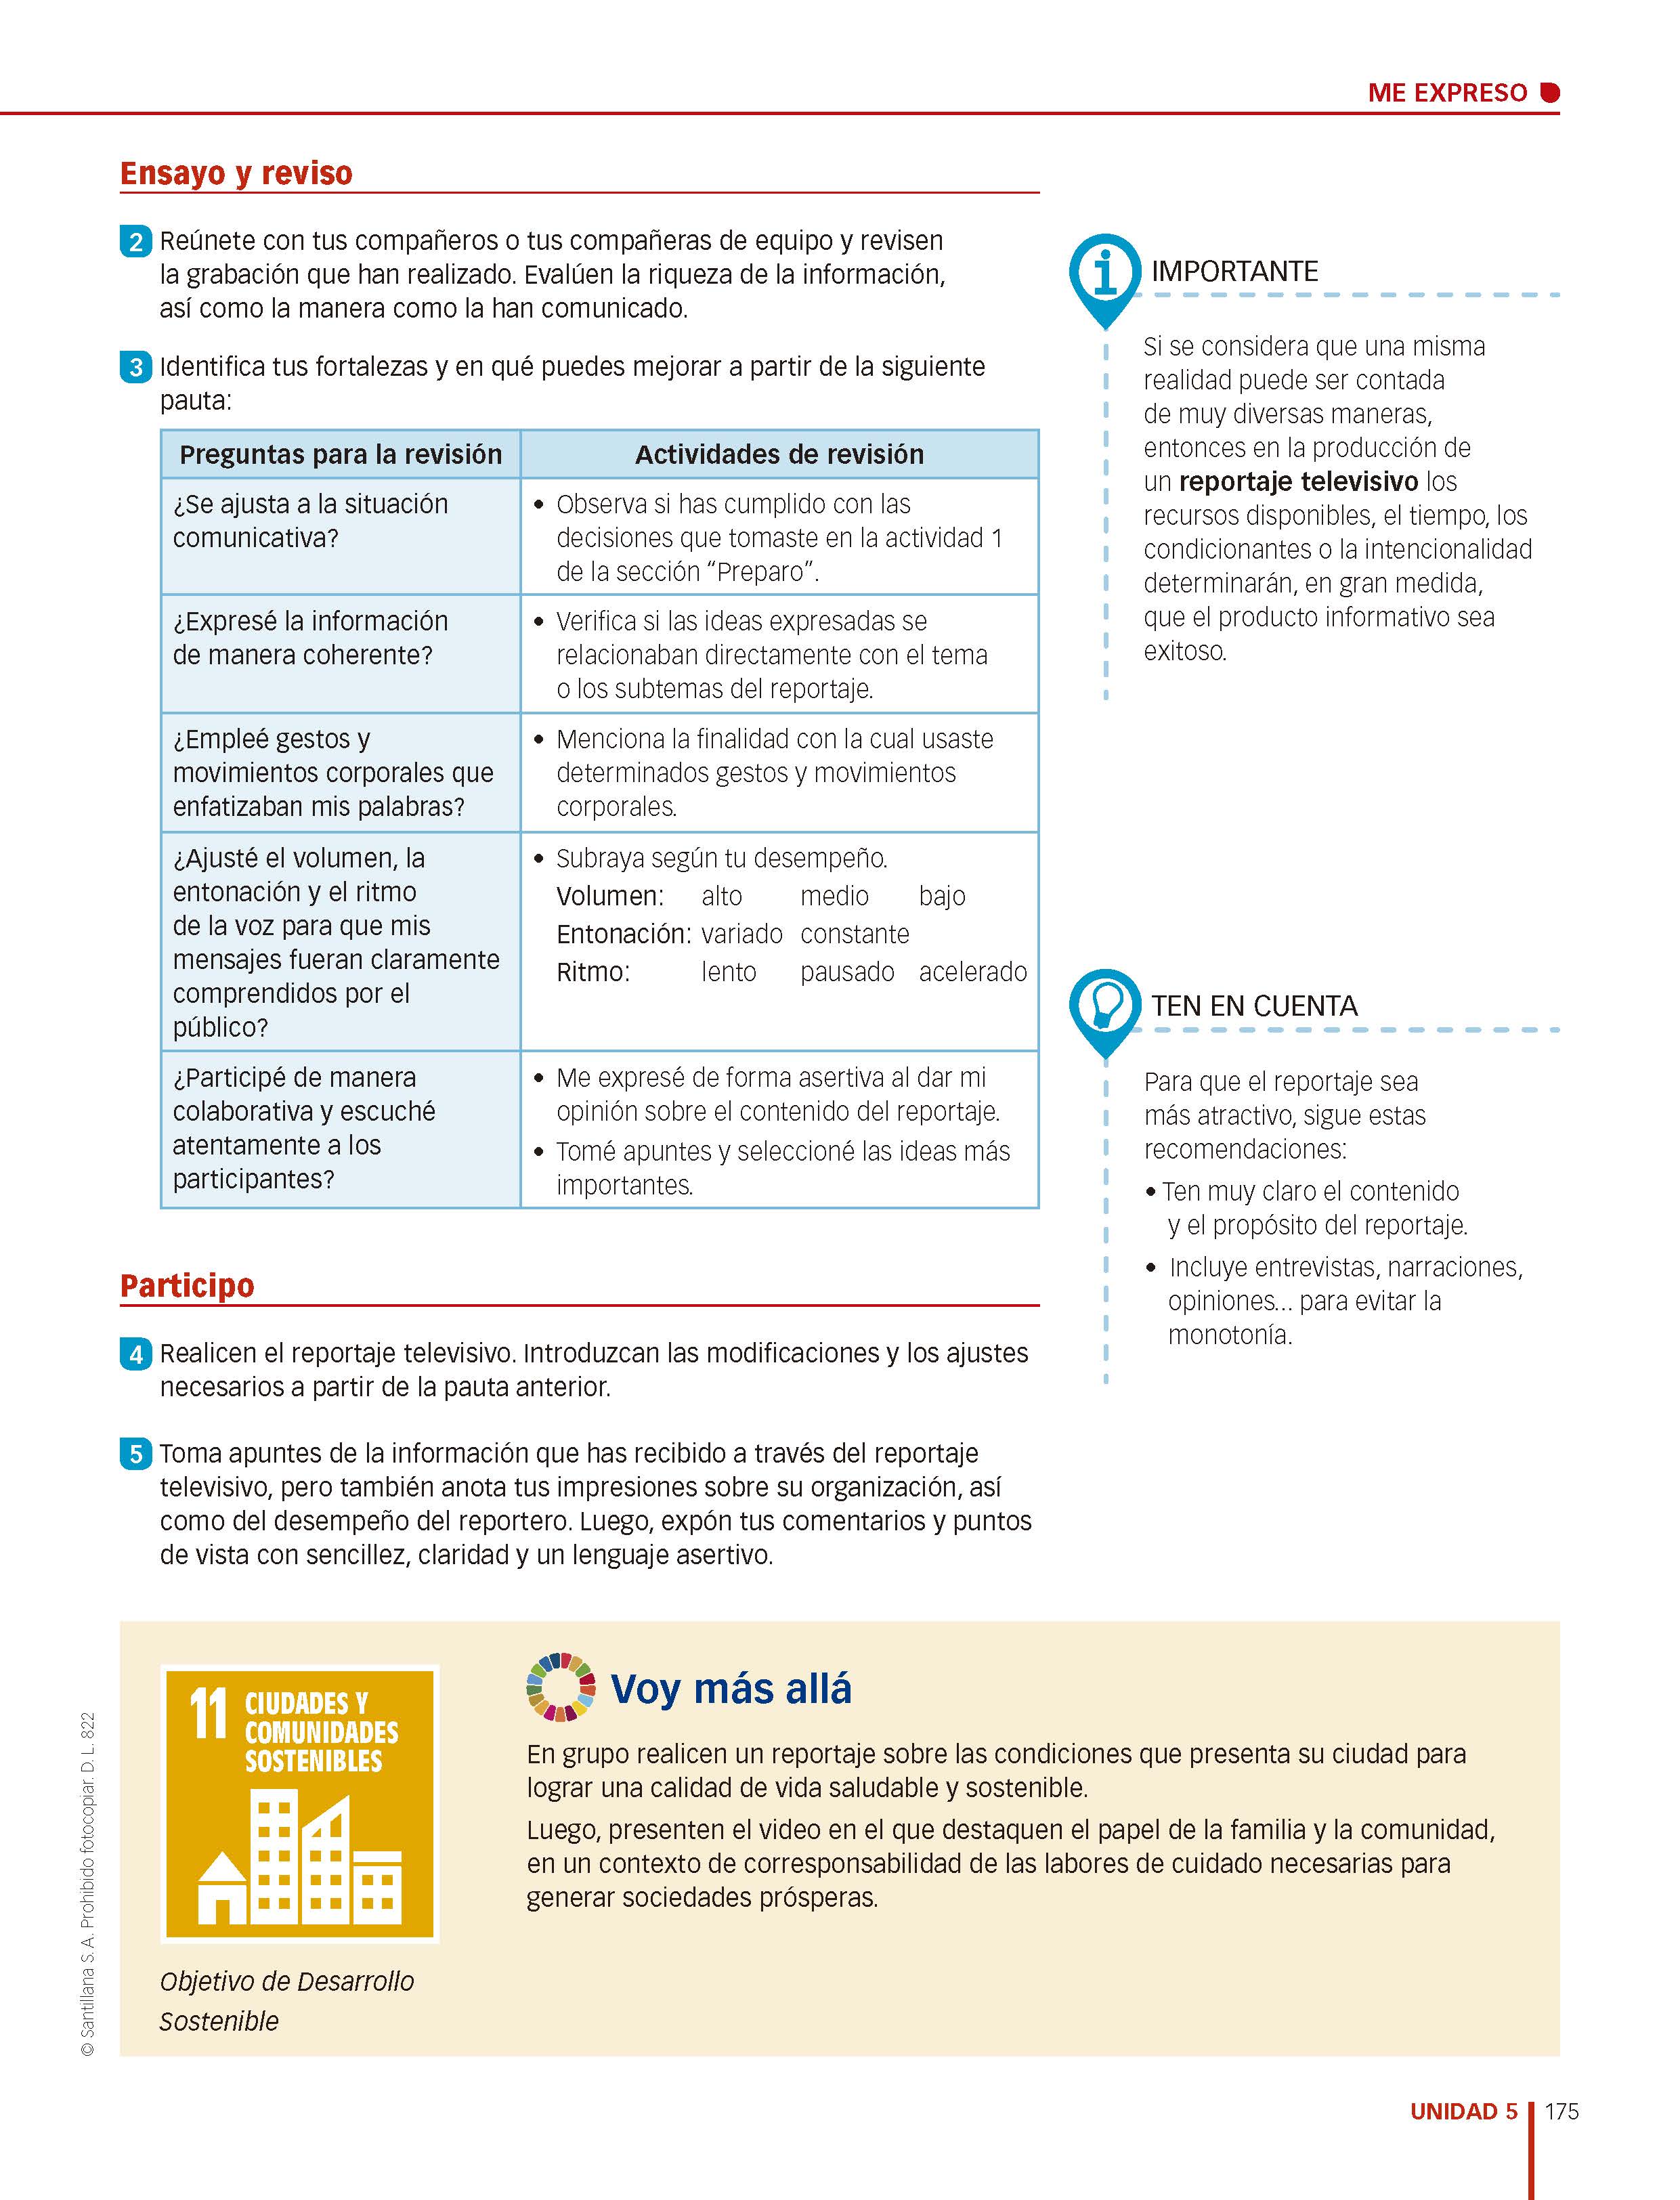 ME EXPRESO
Ensayo y reviso
2 Reúnete con tus compañeros o tus compañeras de equipo y revisen
la grabación que han realizado. Evalúen la riqueza de la información,
así como la manera como la han comunicado.
3 Identifica tus fortalezas y en qué puedes mejorar a partir de la siguiente
pauta:
Preguntas para la revisión
Actividades de revisión
¿Se ajusta a la situación
comunicativa?
• Observa si has cumplido con las
decisiones que tomaste en la actividad 1
de la sección “Preparo”.
¿Expresé la información
de manera coherente?
• Verifica si las ideas expresadas se
relacionaban directamente con el tema
o los subtemas del reportaje.
¿Empleé gestos y
movimientos corporales que
enfatizaban mis palabras?
• Menciona la finalidad con la cual usaste
determinados gestos y movimientos
corporales.
¿Ajusté el volumen, la
entonación y el ritmo
de la voz para que mis
mensajes fueran claramente
comprendidos por el
público?
• Subraya según tu desempeño.
Volumen: alto medio bajo
Entonación: variado constante
Ritmo: lento pausado acelerado
¿Participé de manera
colaborativa y escuché
atentamente a los
participantes?
• Me expresé de forma asertiva al dar mi
opinión sobre el contenido del reportaje.
• Tomé apuntes y seleccioné las ideas más
importantes.
Participo
4 Realicen el reportaje televisivo. Introduzcan las modificaciones y los ajustes
necesarios a partir de la pauta anterior.
5 Toma apuntes de la información que has recibido a través del reportaje
televisivo, pero también anota tus impresiones sobre su organización, así
como del desempeño del reportero. Luego, expón tus comentarios y puntos
de vista con sencillez, claridad y un lenguaje asertivo.
i IMPORTANTE
Si se considera que una misma
realidad puede ser contada
de muy diversas maneras,
entonces en la producción de
un reportaje televisivo los
recursos disponibles, el tiempo, los
condicionantes o la intencionalidad
determinarán, en gran medida,
que el producto informativo sea
exitoso.
TEN EN CUENTA
Para que el reportaje sea
más atractivo, sigue estas
recomendaciones:
• Ten muy claro el contenido
y el propósito del reportaje.
• Incluye entrevistas, narraciones,
opiniones... para evitar la
monotonía.
11 CIUDADES Y
COMUNIDADES
SOSTENIBLES
Objetivo de Desarrollo
Sostenible
Voy más allá
En grupo realicen un reportaje sobre las condiciones que presenta su ciudad para
lograr una calidad de vida saludable y sostenible.
Luego, presenten el video en el que destaquen el papel de la familia y la comunidad,
en un contexto de corresponsabilidad de las labores de cuidado necesarias para
generar sociedades prósperas.
© Santillana S. A. Prohibido fotocopiar. D. L. 822
UNIDAD 5 175